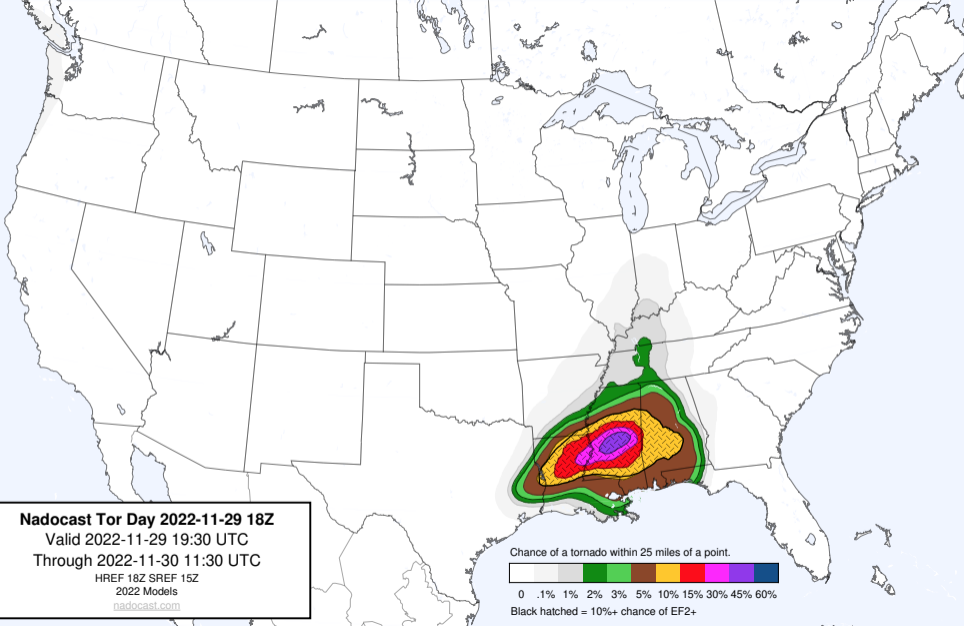 Nadocast Tor Day 2022-11-29 18Z
Valid 2022-11-29 19:30 UTC
Through 2022-11-30 11:30 UTC
HREF 18Z SREF 15Z
2022 Models
nadocast.com
Chance of a tornado within 25 miles of a point.
0 .1% 1% 2% 3% 5% 10% 15% 30% 45% 60%
Black hatched = 10%+ chance of EF2+